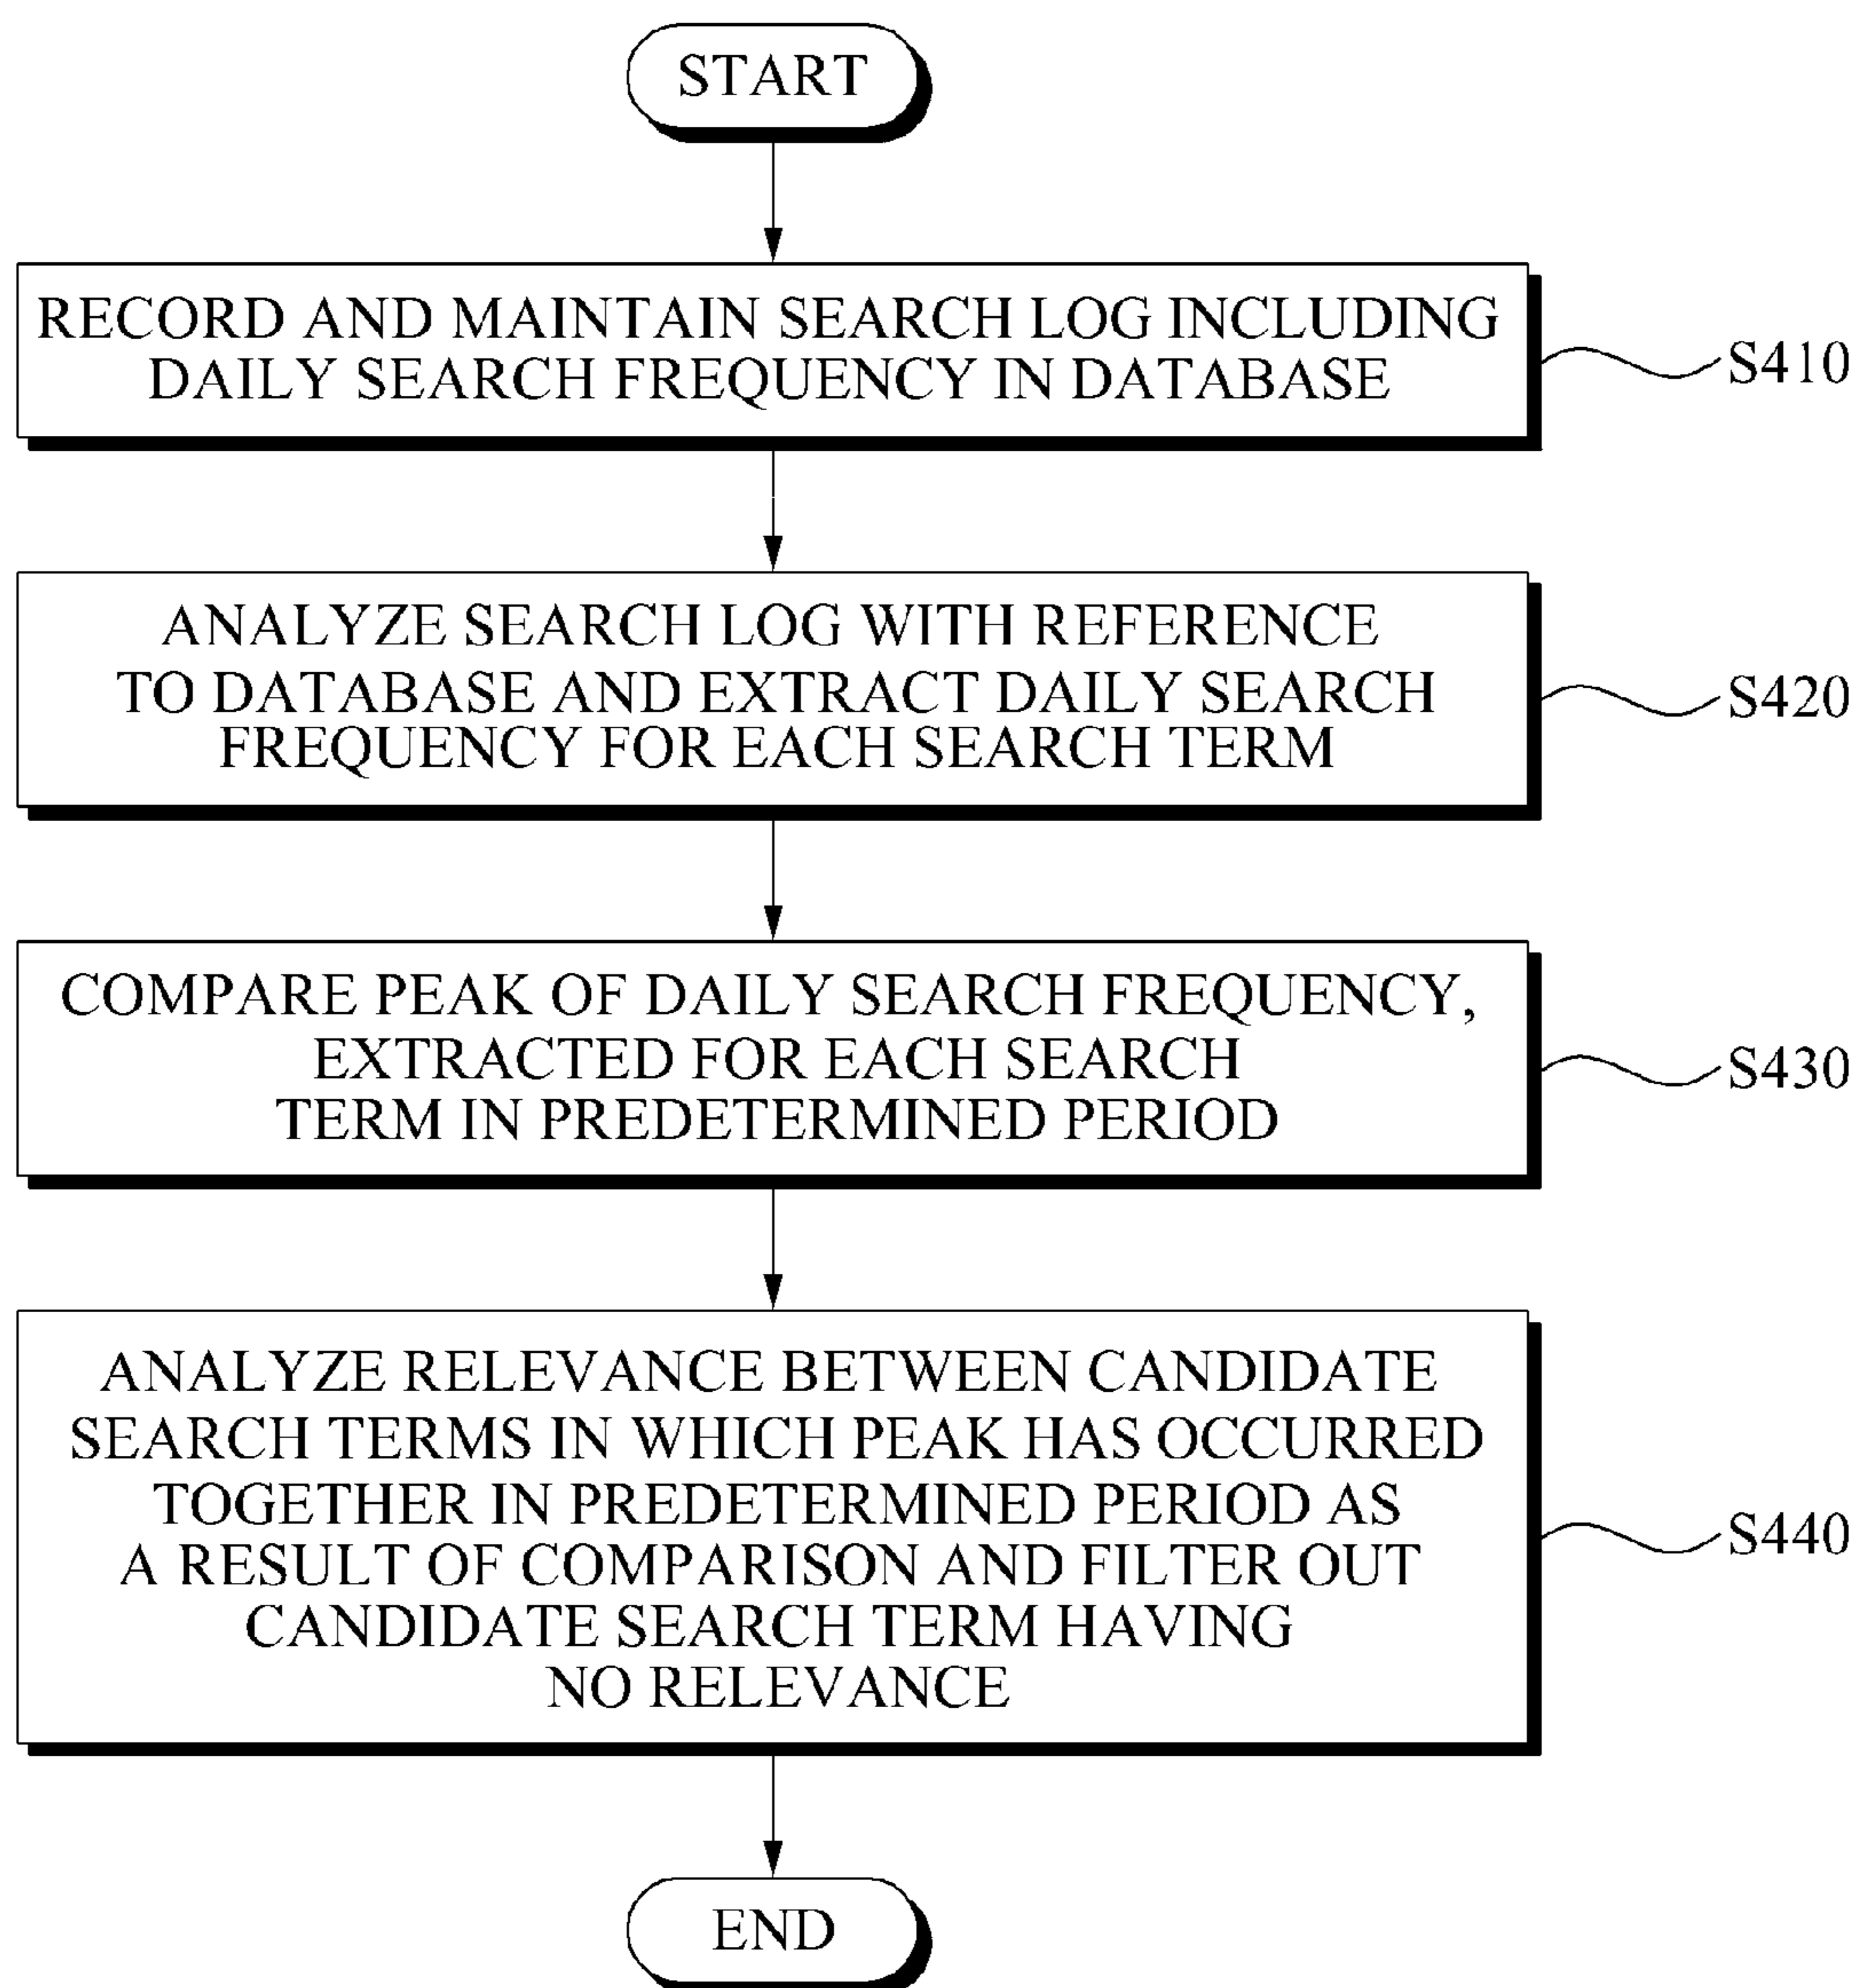 START
RECORD AND MAINTAIN SEARCH LOG INCLUDING
DAILY SEARCH FREQUENCY IN DATABASE
S410
ANALYZE SEARCH LOG WITH REFERENCE
TO DATABASE AND EXTRACT DAILY SEARCH
FREQUENCY FOR EACH SEARCH TERM
S420
COMPARE PEAK OF DAILY SEARCH FREQUENCY,
EXTRACTED FOR EACH SEARCH
TERM IN PREDETERMINED PERIOD
S430
ANALYZE RELEVANCE BETWEEN CANDIDATE
SEARCH TERMS IN WHICH PEAK HAS OCCURRED
TOGETHER IN PREDETERMINED PERIOD AS
A RESULT OF COMPARISON AND FILTER OUT
CANDIDATE SEARCH TERM HAVING
NO RELEVANCE
S440
END